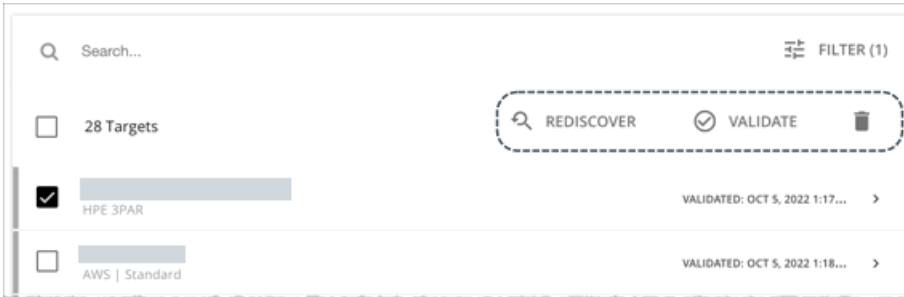 Search...
FILTER (1)
28 Targets
REDISCOVER
VALIDATE
HPE 3PAR
VALIDATED: OCT 5, 2022 1:17...
AWS | Standard
VALIDATED: OCT 5, 2022 1:18...